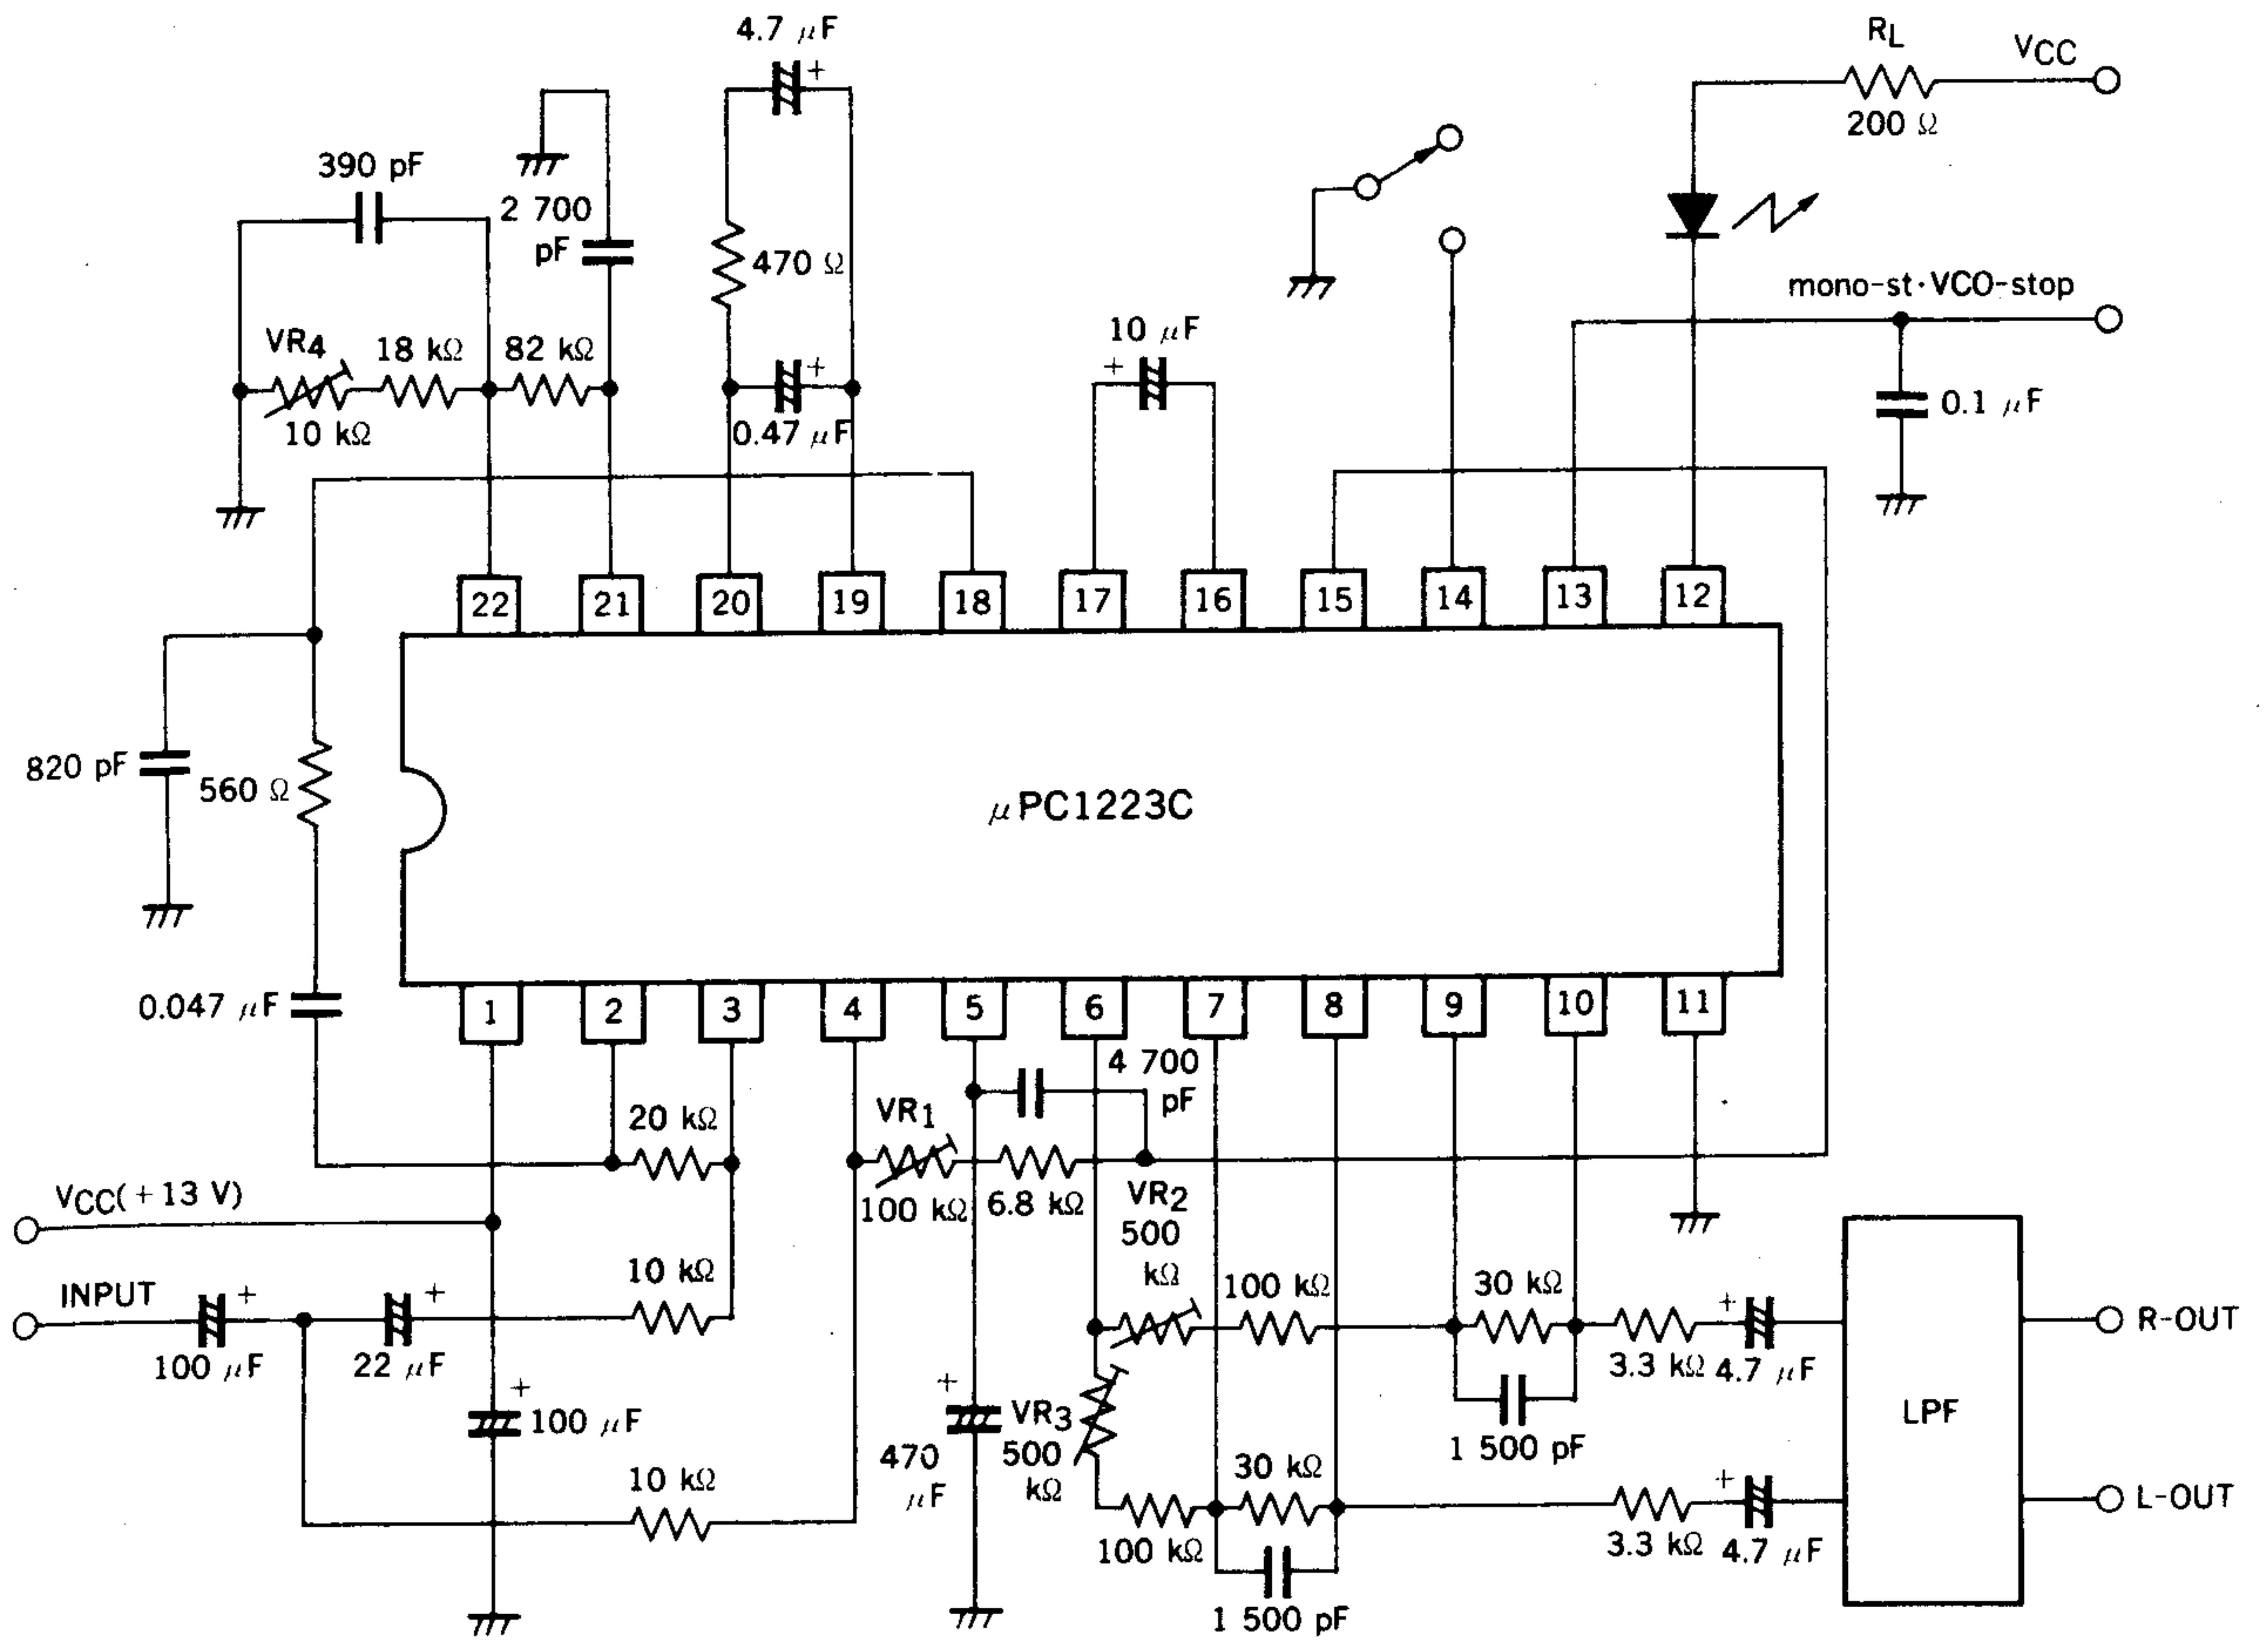 4.7 μF
+
RL
VCC
200 Ω
390 pF
2 700
pF
470 Ω
mono-st·VCO-stop
VR4
18 kΩ
82 kΩ
10 kΩ
+
0.47 μF
10 μF
+
0.1 μF
22
21
20
19
18
17
16
15
14
13
12
820 pF
560 Ω
μPC1223C
0.047 μF
1
2
3
4
5
6
7
8
9
10
11
4 700
pF
20 kΩ
VR1
100 kΩ
6.8 kΩ
VR2
500
kΩ
VCC(+13 V)
INPUT
+
100 μF
+
22 μF
10 kΩ
100 kΩ
30 kΩ
3.3 kΩ
+
4.7 μF
R-OUT
+
100 μF
+
470
μF
VR3
500
kΩ
1 500 pF
LPF
10 kΩ
30 kΩ
100 kΩ
1 500 pF
3.3 kΩ
+
4.7 μF
L-OUT